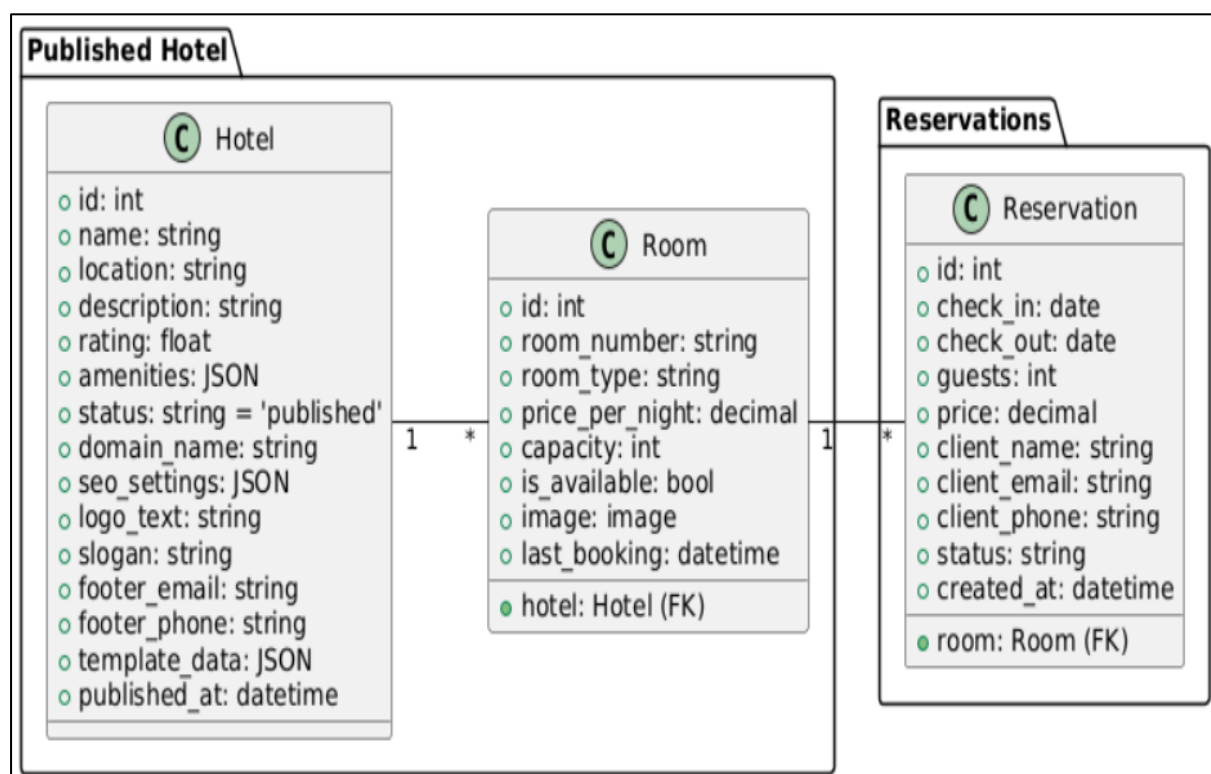 Published Hotel
C Hotel
id: int
name: string
location: string
description: string
rating: float
amenities: JSON
status: string = 'published'
domain_name: string
seo_settings: JSON
logo_text: string
slogan: string
footer_email: string
footer_phone: string
template_data: JSON
published_at: datetime
1
*
C Room
id: int
room_number: string
room_type: string
price_per_night: decimal
capacity: int
is_available: bool
image: image
last_booking: datetime
hotel: Hotel (FK)
1
*
Reservations
C Reservation
id: int
check_in: date
check_out: date
guests: int
price: decimal
client_name: string
client_email: string
client_phone: string
status: string
created_at: datetime
room: Room (FK)